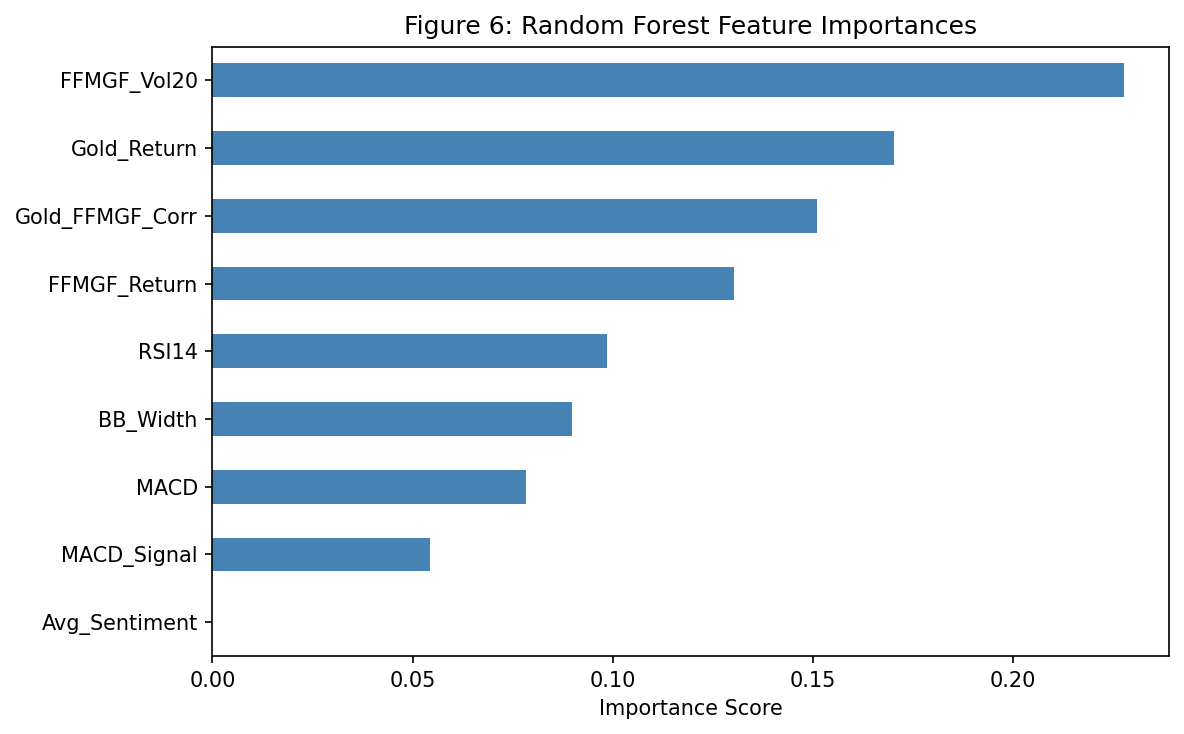 Figure 6: Random Forest Feature Importances
FFMGF_Vol20
Gold_Return
Gold_FFMGF_Corr
FFMGF_Return
RSI14
BB_Width
MACD
MACD_Signal
Avg_Sentiment
0.00 0.05 0.10 0.15 0.20
Importance Score